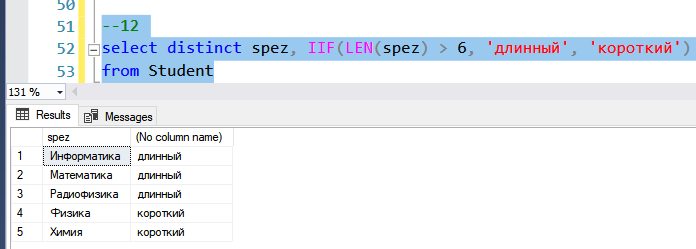 50
51 --12
52 select distinct spez, IIF(LEN(spez) > 6, 'длинный', 'короткий')
53 from Student
131 %
Results Messages
spez (No column name)
1 Информатика длинный
2 Математика длинный
3 Радиофизика длинный
4 Физика короткий
5 Химия короткий